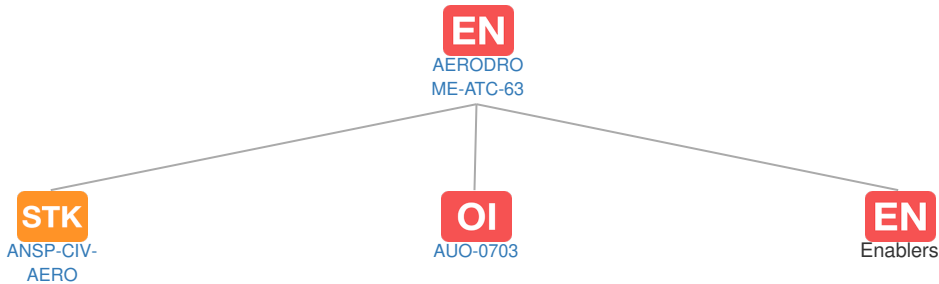 EN
AERODRO
ME-ATC-63
STK
ANSP-CIV-
AERO
OI
AUO-0703
EN
Enablers